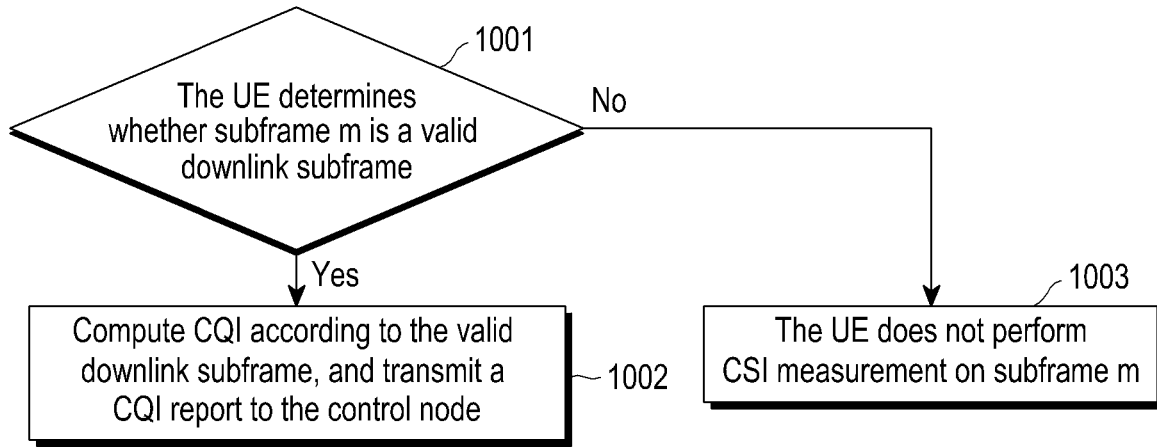 1001
The UE determines
whether subframe m is a valid
downlink subframe
No
Yes
1003
Compute CQI according to the valid
downlink subframe, and transmit a
CQI report to the control node
1002
The UE does not perform
CSI measurement on subframe m